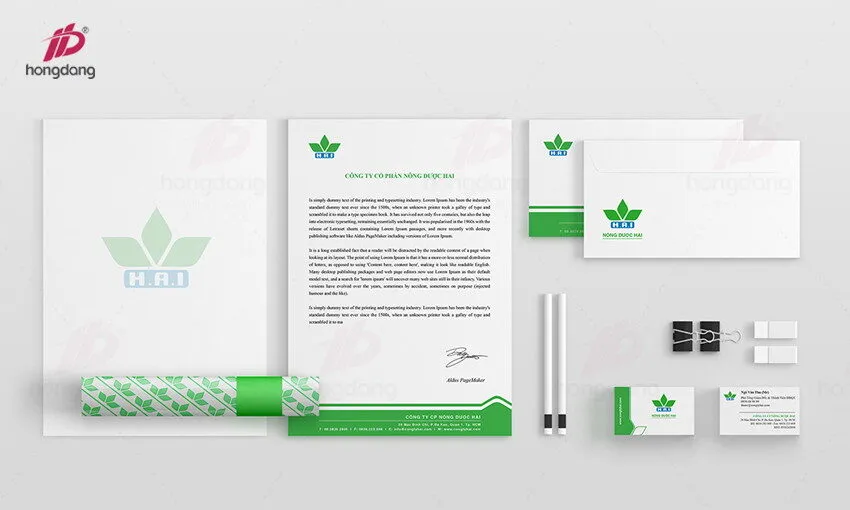 hongdang
H.A.I
H.A.I
CÔNG TY CỔ PHẦN NÔNG DƯỢC HAI
Is simply dummy text of the printing and typesetting industry. Lorem Ipsum has been the industry's
standard dummy text ever since the 1500s, when an unknown printer took a galley of type and
scrambled it to make a type specimen book. It has survived not only five centuries, but also the leap
into electronic typesetting, remaining essentially unchanged. It was popularised in the 1960s with the
release of Letraset sheets containing Lorem Ipsum passages, and more recently with desktop
publishing software like Aldus PageMaker including versions of Lorem Ipsum.
It is a long established fact that a reader will be distracted by the readable content of a page when
looking at its layout. The point of using Lorem Ipsum is that it has a more-or-less normal distribution
of letters, as opposed to using 'Content here, content here', making it look like readable English.
Many desktop publishing packages and web page editors now use Lorem Ipsum as their default
model text, and a search for 'lorem ipsum' will uncover many web sites still in their infancy. Various
versions have evolved over the years, sometimes by accident, sometimes on purpose (injected
humour and the like).
Is simply dummy text of the printing and typesetting industry. Lorem Ipsum has been the industry's
standard dummy text ever since the 1500s, when an unknown printer took a galley of type and
scrambled it to ma
Aldus PageMaker
CÔNG TY CP NÔNG DƯỢC HAI
H.A.I
H.A.I
NÔNG DƯỢC HAI
H.A.I
NÔNG DƯỢC HAI
H.A.I
hongdang
hongdang